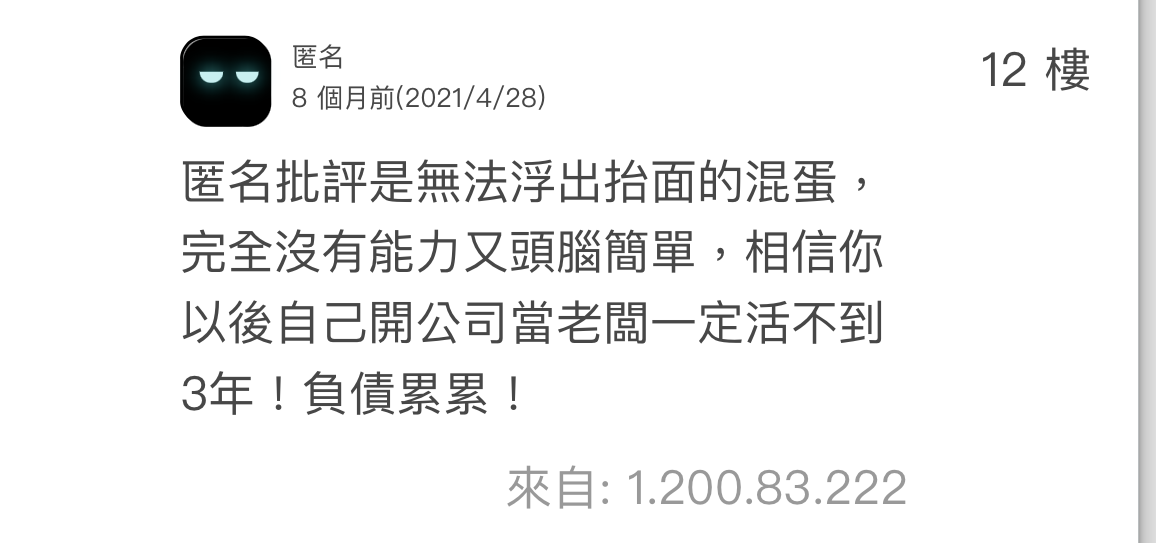 匿名
12 樓
8 個月前(2021/4/28)
匿名批評是無法浮出抬面的混蛋，
完全沒有能力又頭腦簡單，相信你
以後自己開公司當老闆一定活不到
3年！負債累累！
來自: 1.200.83.222